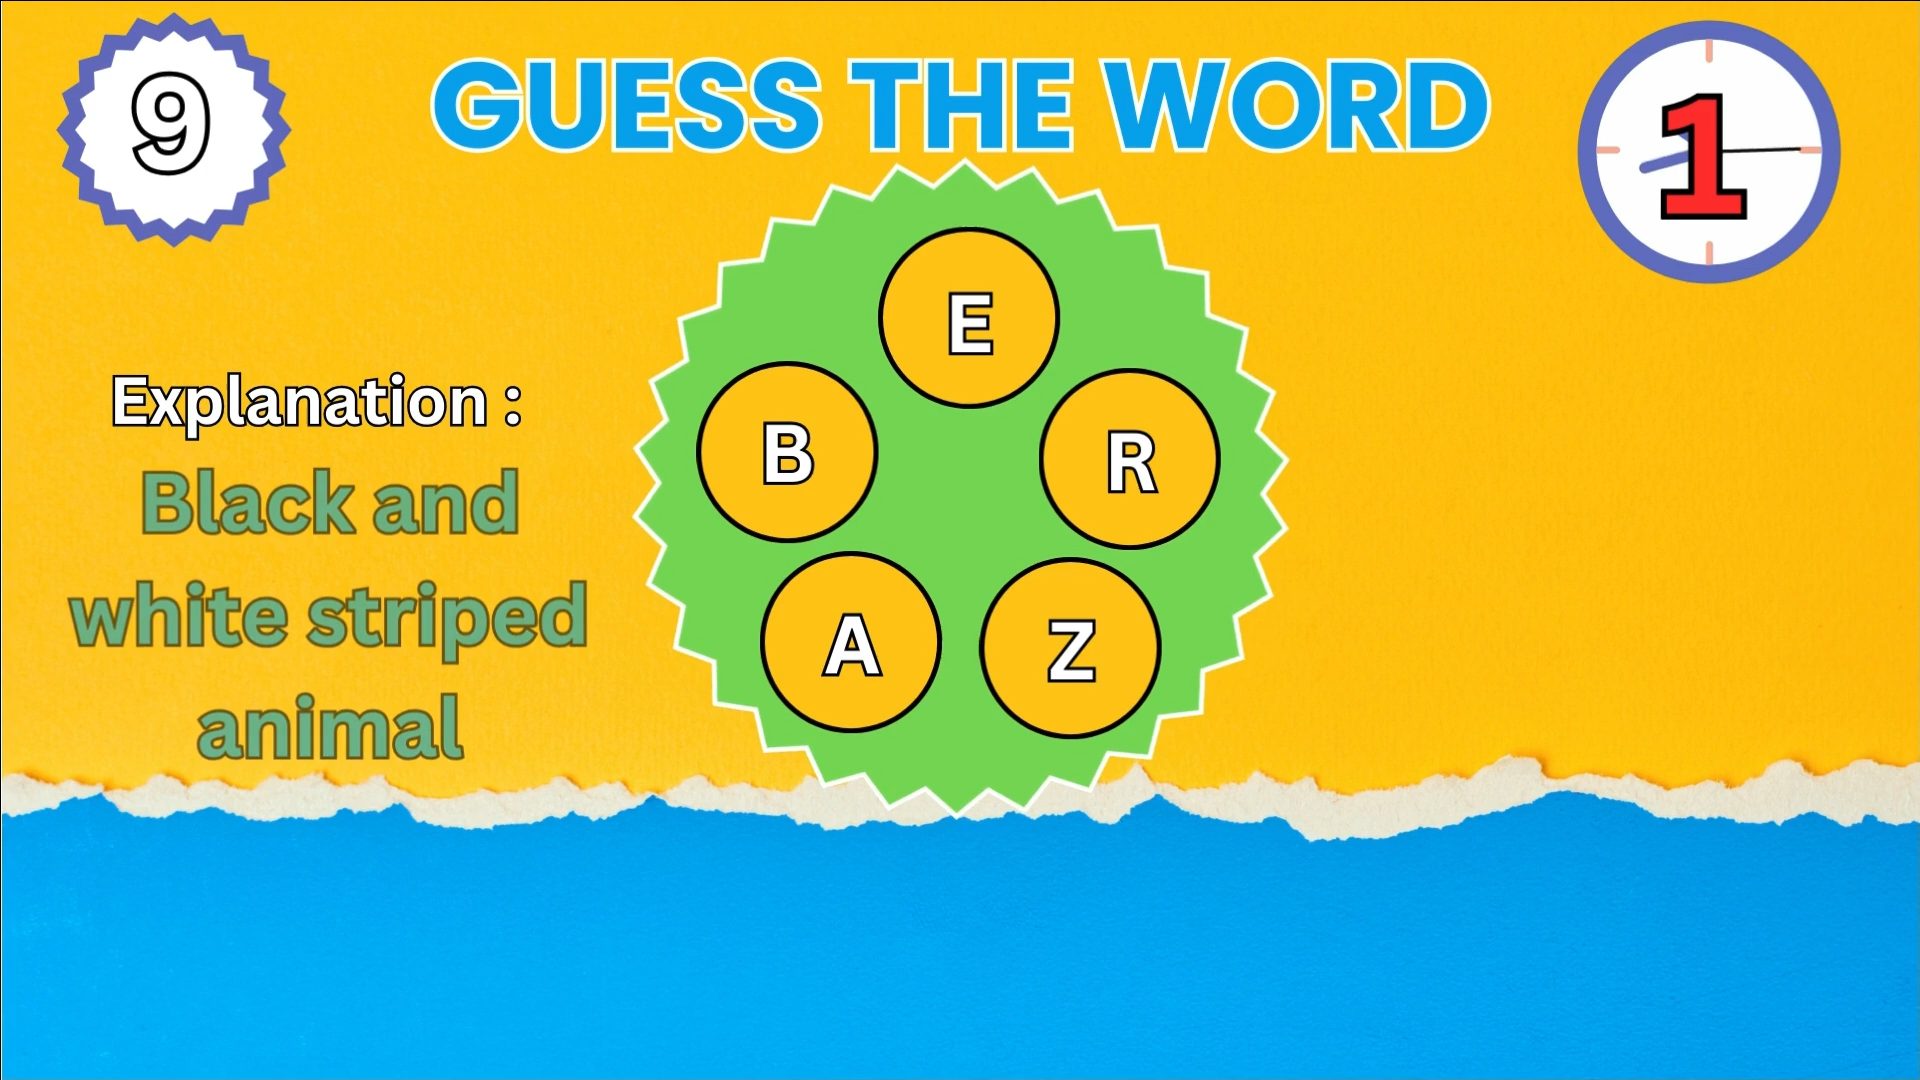 9
GUESS THE WORD
1
E
B
R
A
Z
Explanation :
Black and
white striped
animal